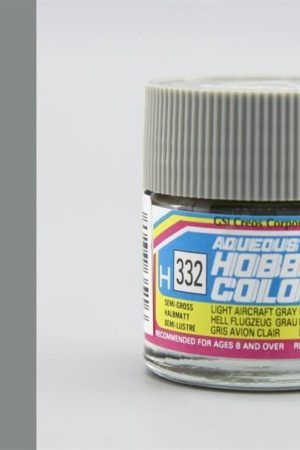 GSI Creos Corpor
AQUEOUS
HOBB
COLO
H 332
SEMI-GROSS
HALBMATT
DEMI-LUSTRE
LIGHT AIRCRAFT GRAY
HELL FLUGZEUG GRAU
GRIS AVION CLAIR
RECOMMENDED FOR AGES 8 AND OVER